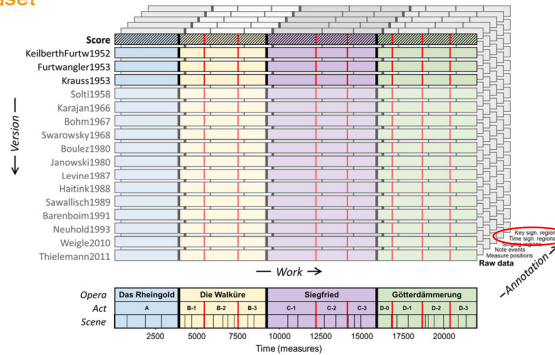 Score
KeilberthFurtw1952
Furtwangler1953
Krauss1953
Solti1958
Karajan1966
Bohm1967
Swarowsky1968
Boulez1980
Janowski1980
Levine1987
Haitink1988
Sawallisch1989
Barenboim1991
Neuhold1993
Weigle2010
Thielemann2011
Version
Key sign. regions
Time sign. regions
Note events
Measure positions
Raw data
Annotation
Work
Opera Das Rheingold Die Walküre Siegfried Götterdämmerung
Act A B-1 B-2 B-3 C-1 C-2 C-3 D-0 D-1 D-2 D-3
Scene
2500 5000 7500 10000 12500 15000 17500 20000
Time (measures)